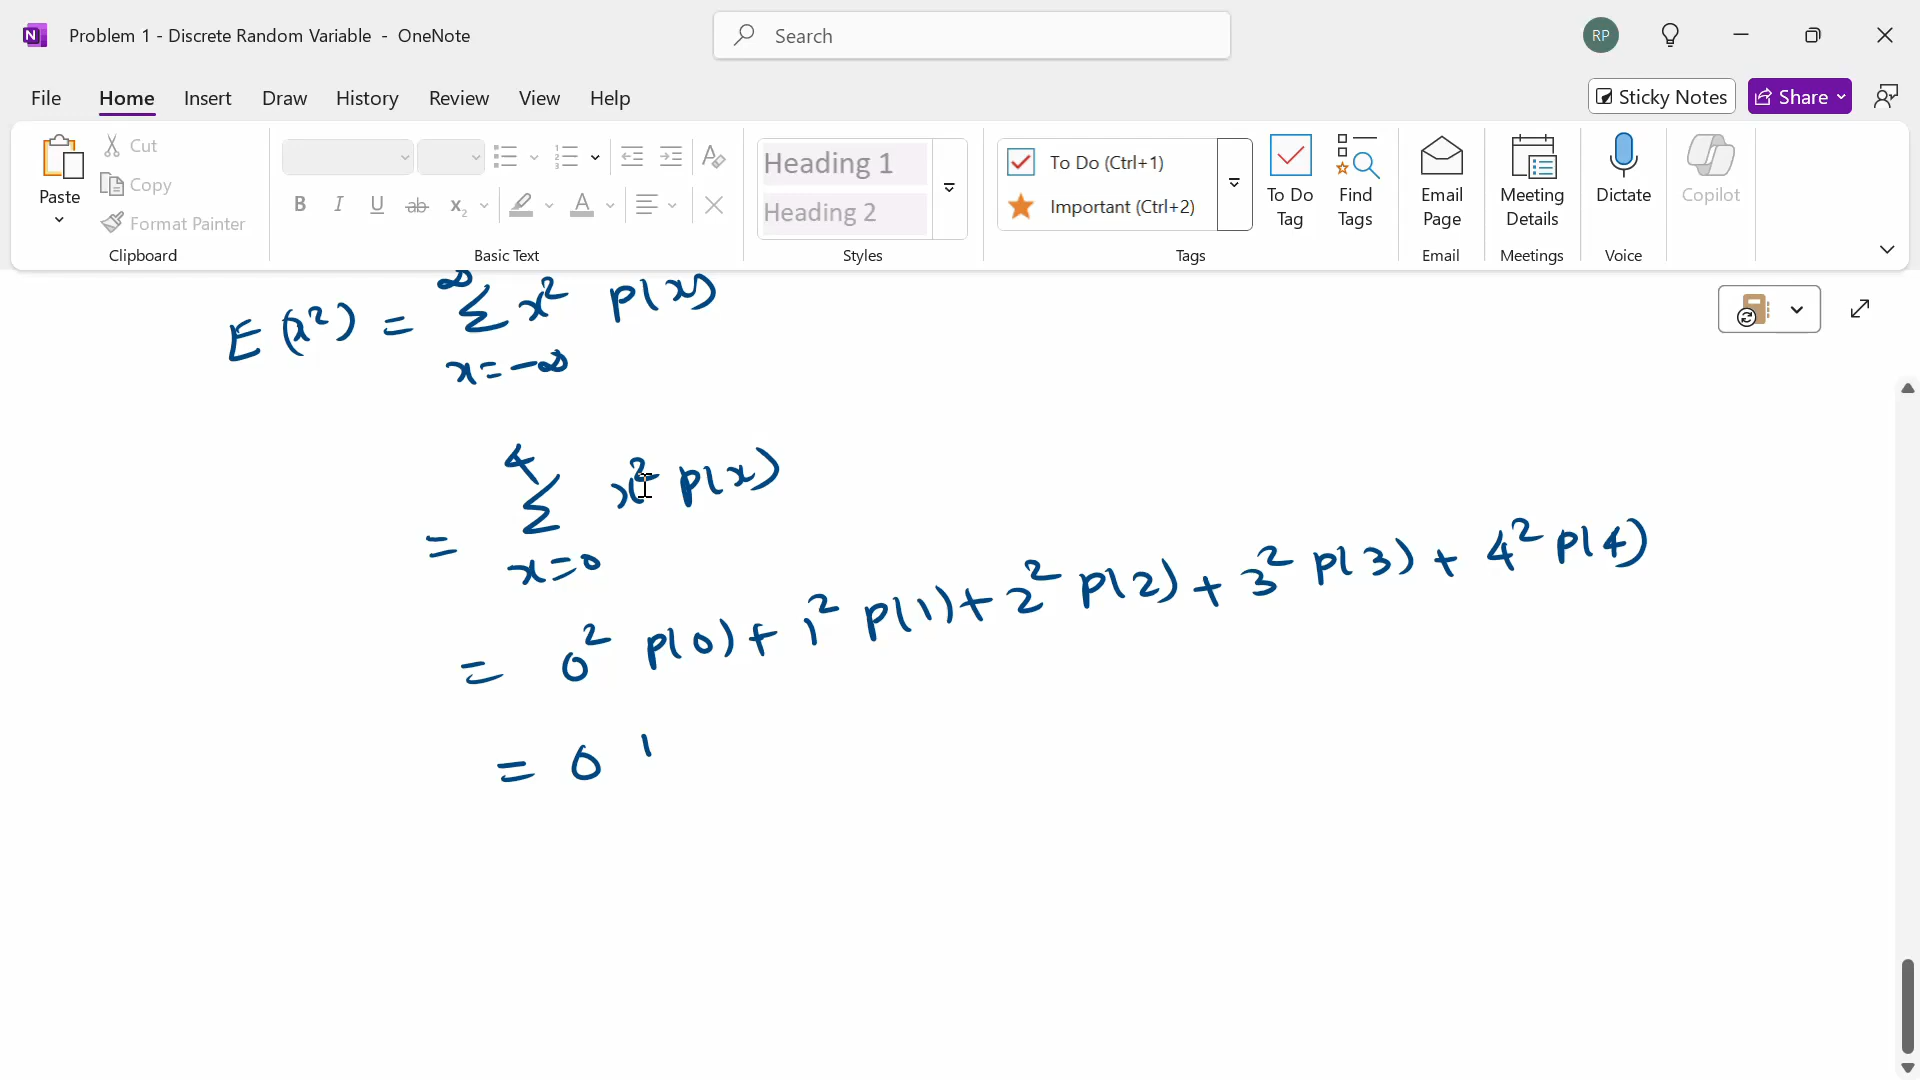 Problem 1 - Discrete Random Variable - OneNote
Search
RP
File Home Insert Draw History Review View Help
Sticky Notes Share
Paste
Cut
Copy
Format Painter
Clipboard
B I U ab x₂ A
Basic Text
Heading 1
Heading 2
Styles
To Do (Ctrl+1)
Important (Ctrl+2)
To Do Tag
Find Tags
Tags
Email Page
Email
Meeting Details
Meetings
Dictate
Voice
Copilot
E(x²) = ∞ Σ x=-∞ x² p(x)
= 4 Σ x=0 x² p(x)
= 0² p(0) + 1² p(1) + 2² p(2) + 3² p(3) + 4² p(4)
= 0